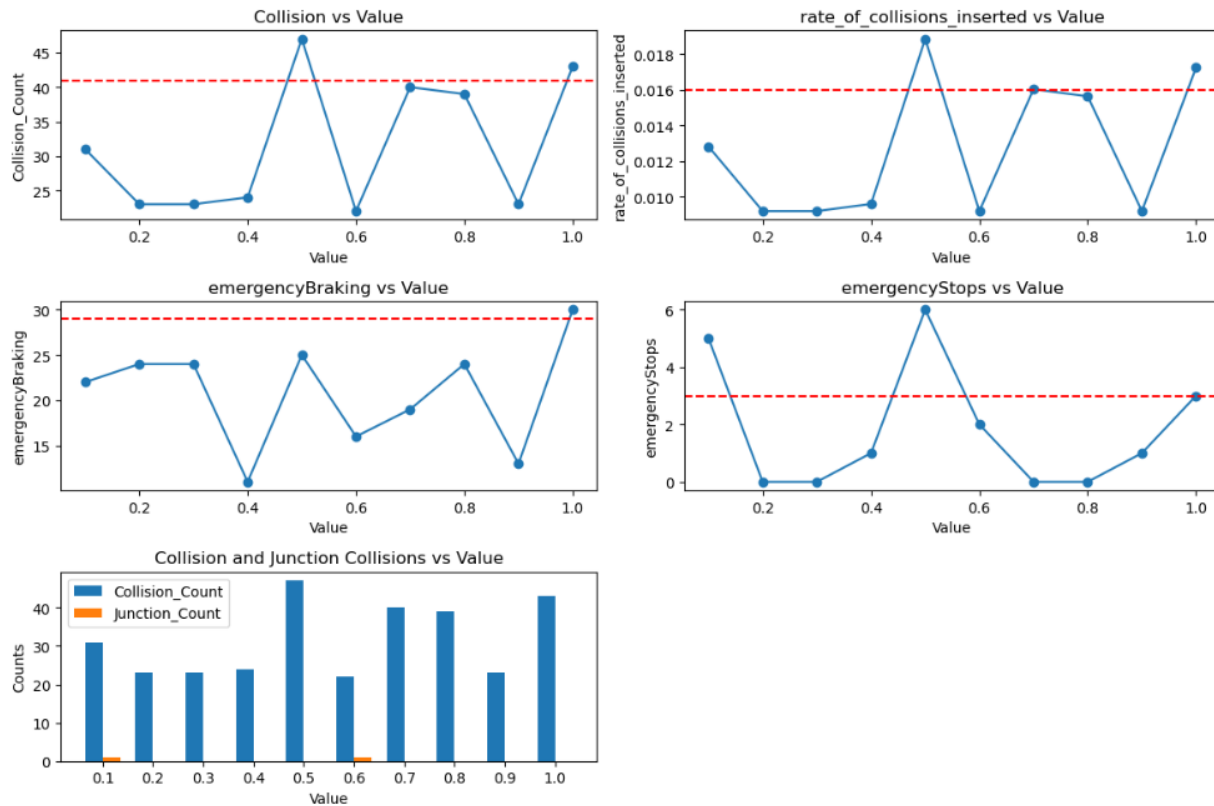 Collision vs Value
45
40
35
30
25
Collision_Count
0.2 0.4 0.6 0.8 1.0
Value
rate_of_collisions_inserted vs Value
0.018
0.016
0.014
0.012
0.010
rate_of_collisions_inserted
0.2 0.4 0.6 0.8 1.0
Value
emergencyBraking vs Value
30
25
20
15
emergencyBraking
0.2 0.4 0.6 0.8 1.0
Value
emergencyStops vs Value
6
4
2
0
emergencyStops
0.2 0.4 0.6 0.8 1.0
Value
Collision and Junction Collisions vs Value
Collision_Count
Junction_Count
40
30
20
10
0
Counts
0.1 0.2 0.3 0.4 0.5 0.6 0.7 0.8 0.9 1.0
Value